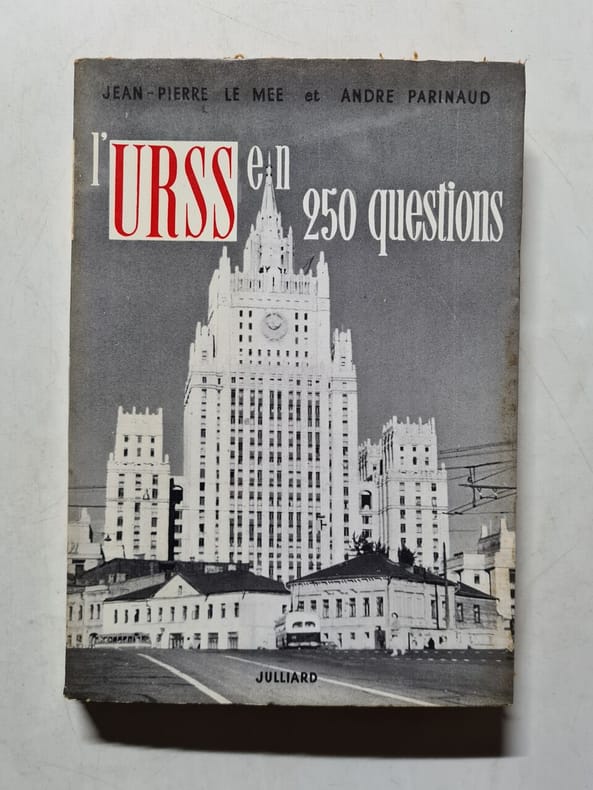 JEAN-PIERRE LE MEE et ANDRE PARINAUD
l'URSS en
250 questions
JULLIARD